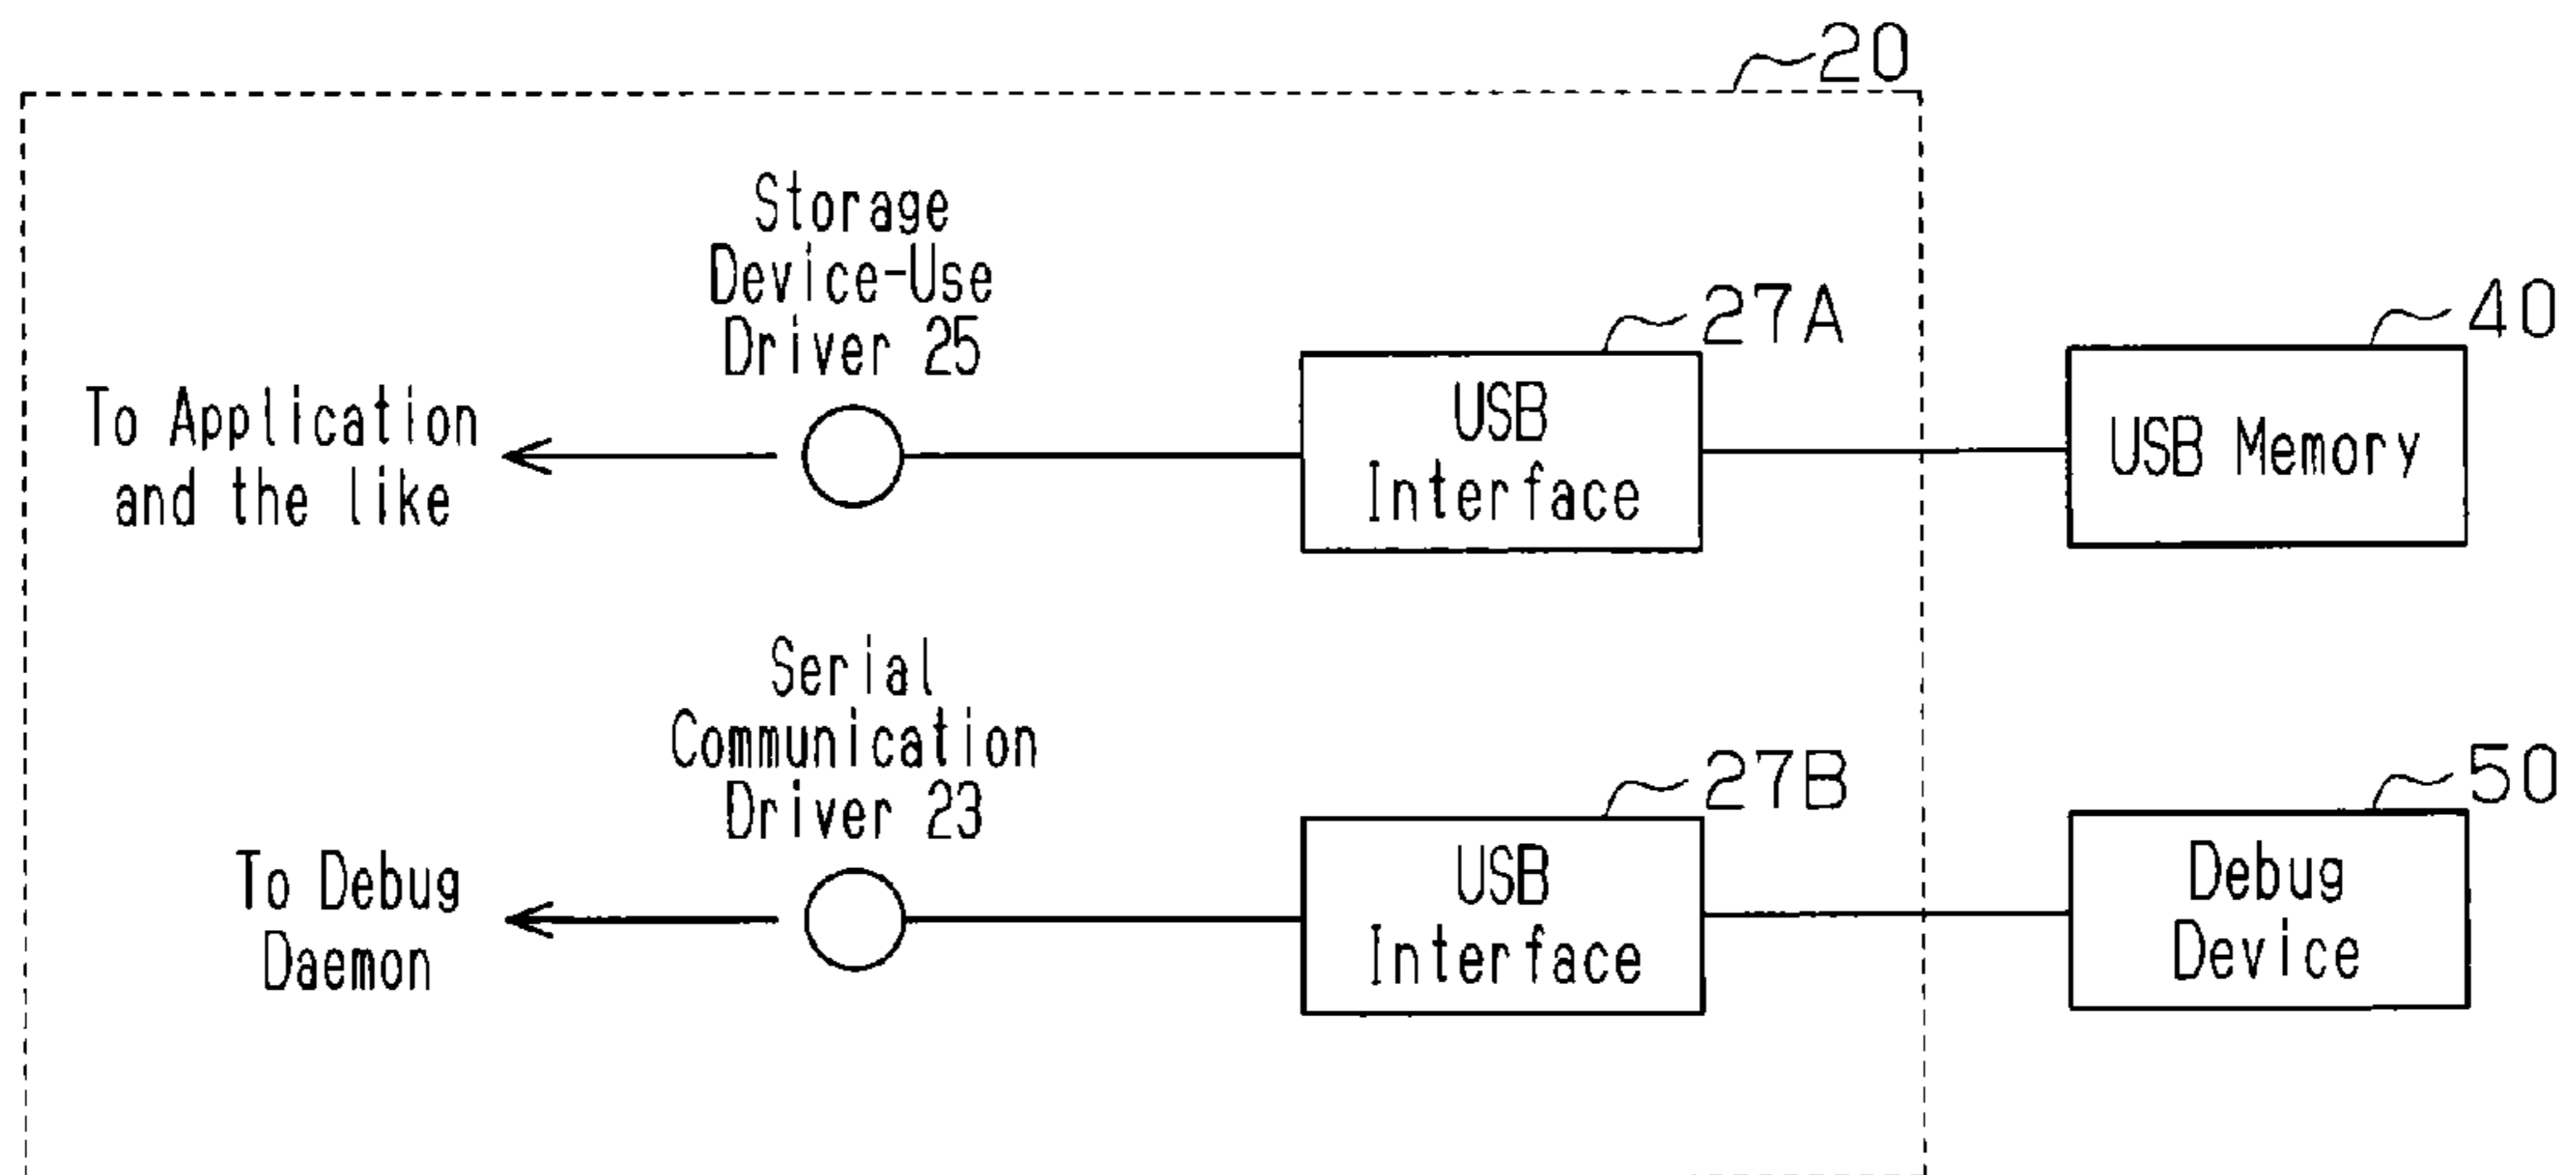 20
Storage
Device-Use
Driver 25
27A
40
To Application
and the like
USB
Interface
USB Memory
Serial
Communication
Driver 23
27B
50
To Debug
Daemon
USB
Interface
Debug
Device